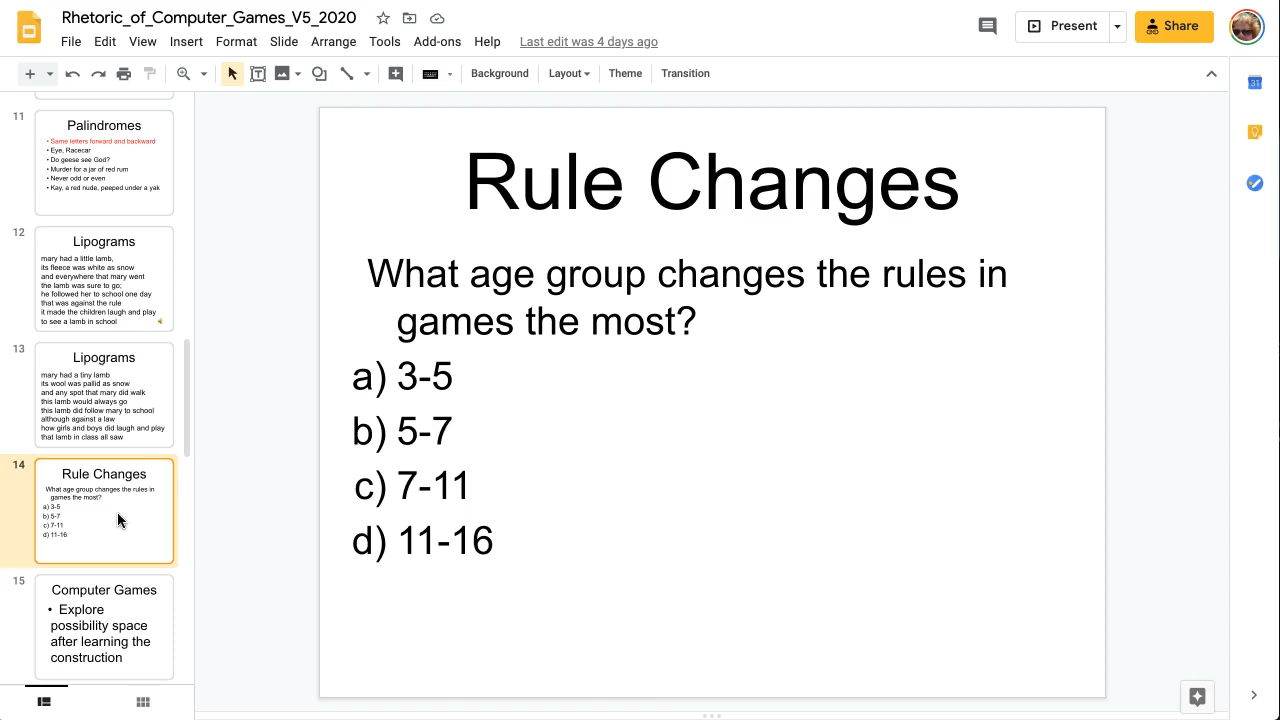 Rhetoric_of_Computer_Games_V5_2020
File Edit View Insert Format Slide Arrange Tools Add-ons Help Last edit was 4 days ago
Present
Share
Background Layout Theme Transition
31
11
Palindromes
• Same letters forward and backward
• Eye, Racecar
• Do geese see God?
• Murder for a jar of red rum
• Never odd or even
• Kay, a red nude, peeped under a yak
12
Lipograms
mary had a little lamb,
its fleece was white as snow
and everywhere that mary went
the lamb was sure to go;
he followed her to school one day
that was against the rule
it made the children laugh and play
to see a lamb in school
13
Lipograms
mary had a tiny lamb
its wool was pallid as snow
and any spot that mary did walk
this lamb would always go
this lamb did follow mary to school
although against a law
how girls and boys did laugh and play
that lamb in class all saw
14
Rule Changes
What age group changes the rules in
games the most?
a) 3-5
b) 5-7
c) 7-11
d) 11-16
15
Computer Games
• Explore
possibility space
after learning the
construction
Rule Changes
What age group changes the rules in
games the most?
a) 3-5
b) 5-7
c) 7-11
d) 11-16